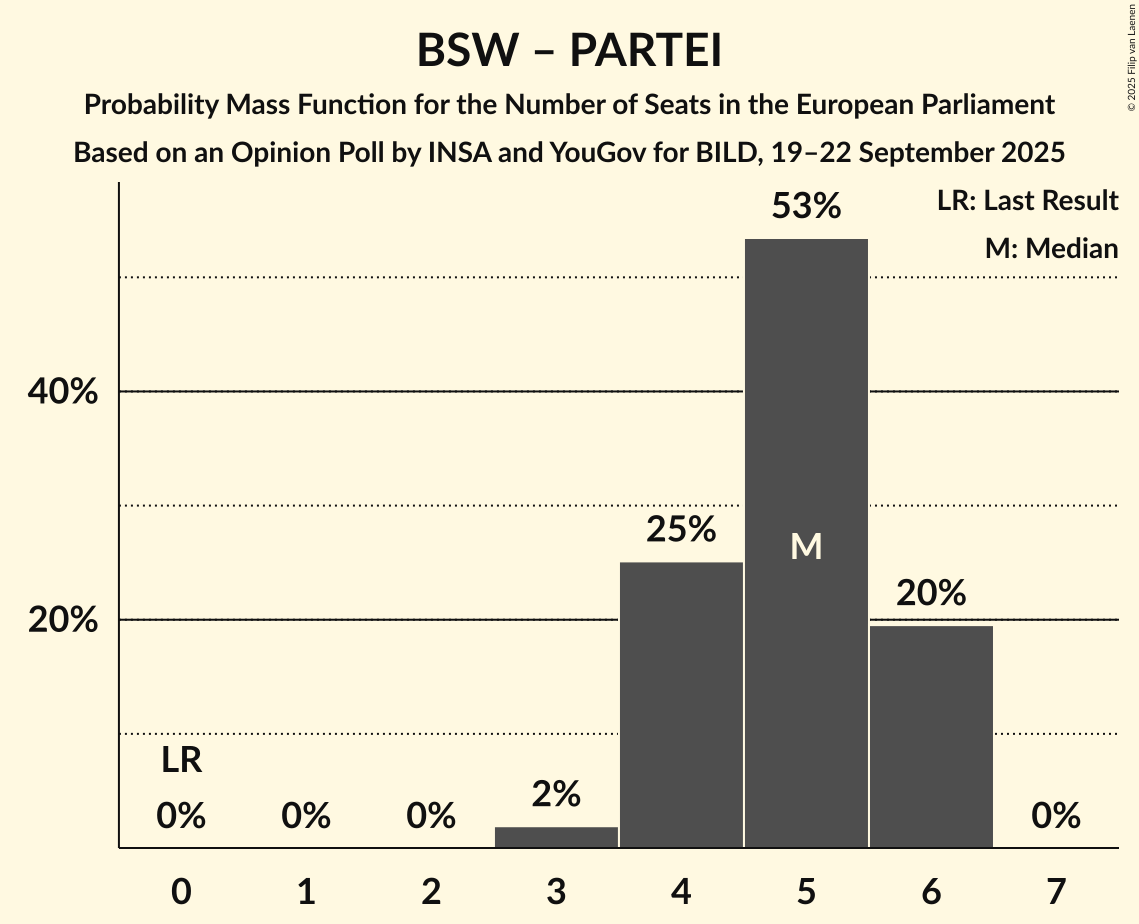 BSW – PARTEI
Probability Mass Function for the Number of Seats in the European Parliament
Based on an Opinion Poll by INSA and YouGov for BILD, 19–22 September 2025
© 2025 Filip van Laenen
LR: Last Result
M: Median
53%
40%
25%
M
20%
20%
LR
0%
0%
0%
2%
0%
0
1
2
3
4
5
6
7